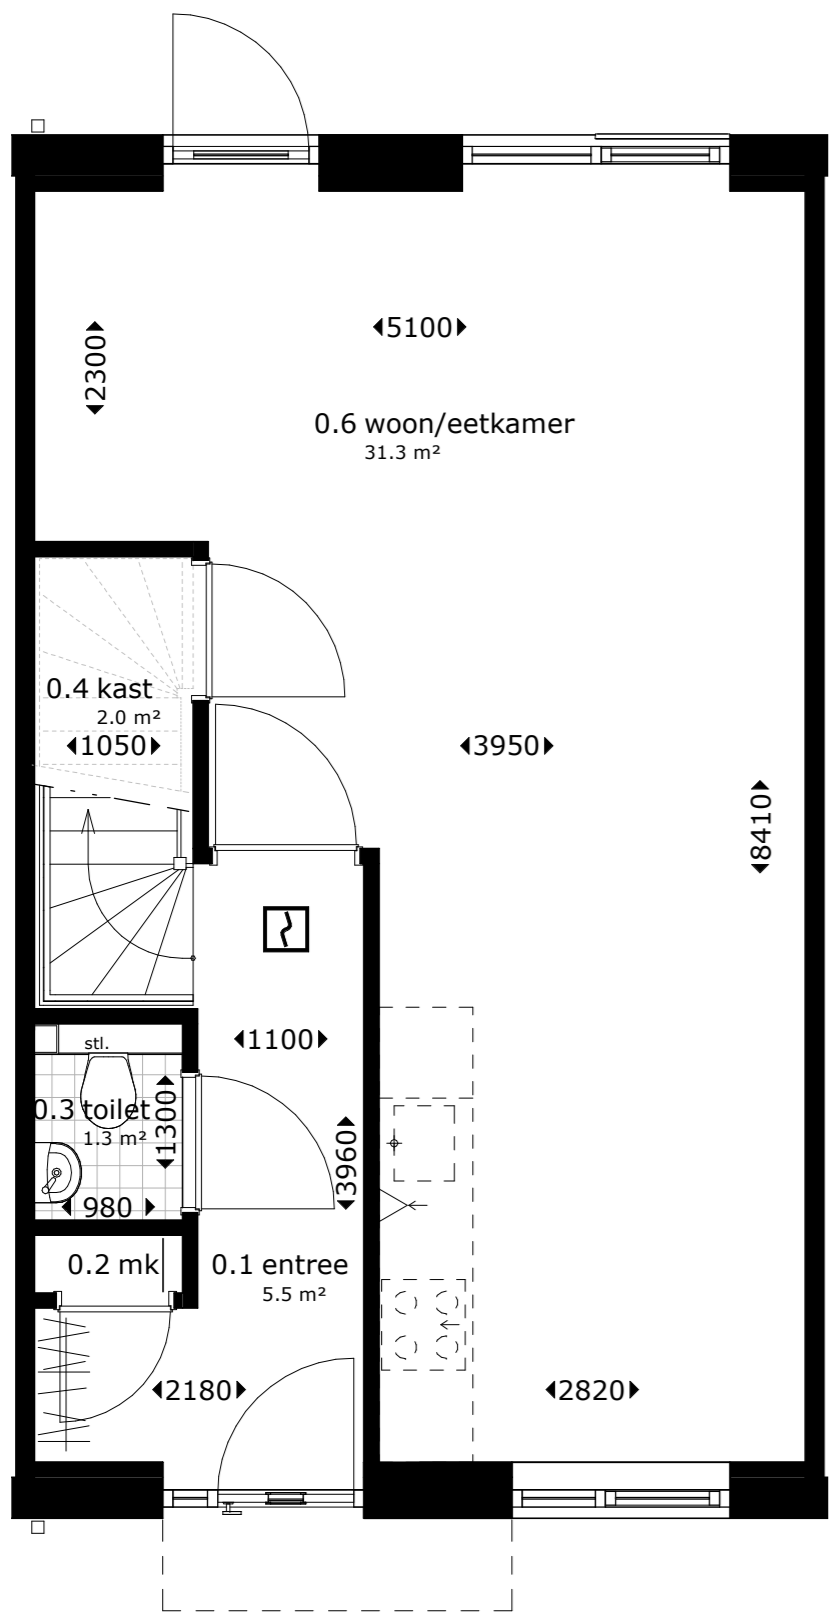 5100
2300
0.6 woon/eetkamer
31.3 m²
0.4 kast
2.0 m²
1050
3950
8410
1100
stl.
0.3 toilet
1.3 m²
1300
980
3960
0.2 mk
0.1 entree
5.5 m²
2180
2820